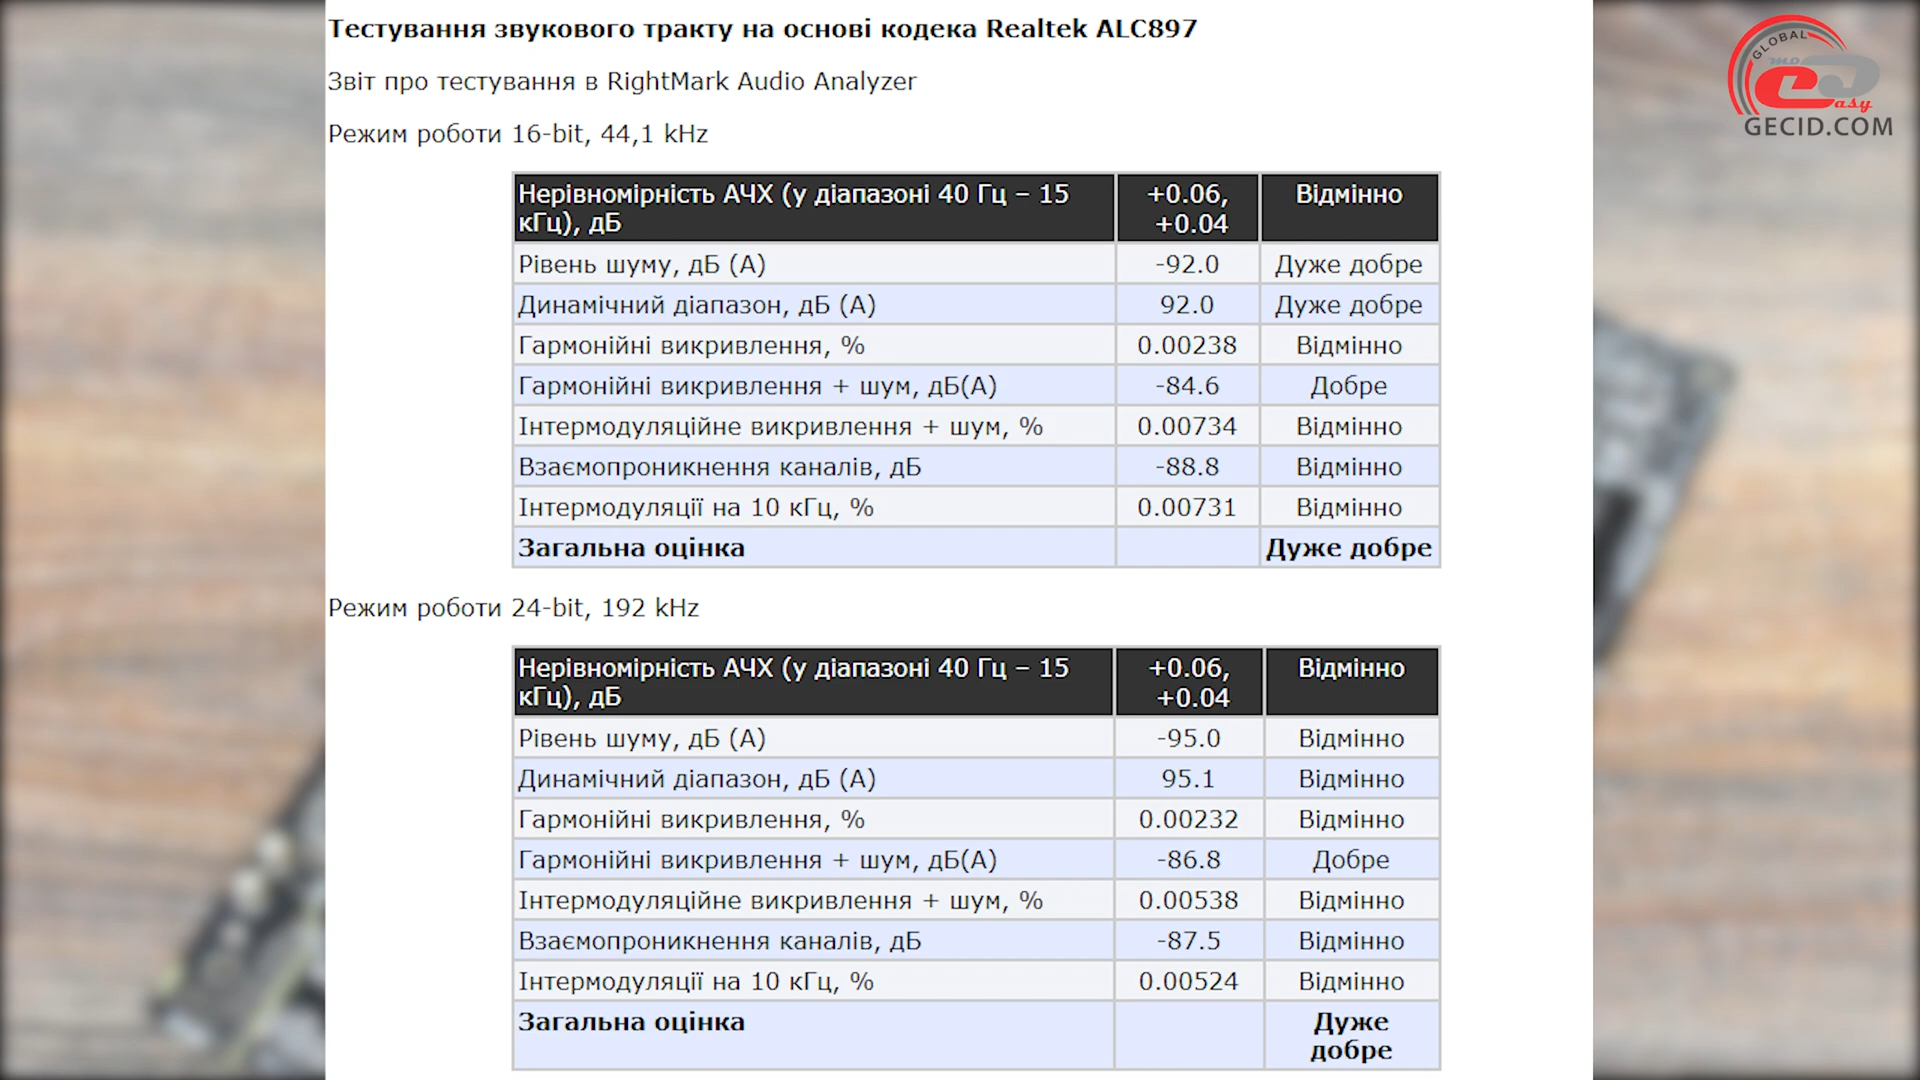 Тестування звукового тракту на основі кодека Realtek ALC897
Звіт про тестування в RightMark Audio Analyzer
Режим роботи 16-bit, 44,1 kHz
Нерівномірність АЧХ (у діапазоні 40 Гц – 15 кГц), дБ +0.06, +0.04 Відмінно
Рівень шуму, дБ (А) -92.0 Дуже добре
Динамічний діапазон, дБ (А) 92.0 Дуже добре
Гармонійні викривлення, % 0.00238 Відмінно
Гармонійні викривлення + шум, дБ(А) -84.6 Добре
Інтермодуляційне викривлення + шум, % 0.00734 Відмінно
Взаємопроникнення каналів, дБ -88.8 Відмінно
Інтермодуляції на 10 кГц, % 0.00731 Відмінно
Загальна оцінка Дуже добре
Режим роботи 24-bit, 192 kHz
Нерівномірність АЧХ (у діапазоні 40 Гц – 15 кГц), дБ +0.06, +0.04 Відмінно
Рівень шуму, дБ (А) -95.0 Відмінно
Динамічний діапазон, дБ (А) 95.1 Відмінно
Гармонійні викривлення, % 0.00232 Відмінно
Гармонійні викривлення + шум, дБ(А) -86.8 Добре
Інтермодуляційне викривлення + шум, % 0.00538 Відмінно
Взаємопроникнення каналів, дБ -87.5 Відмінно
Інтермодуляції на 10 кГц, % 0.00524 Відмінно
Загальна оцінка Дуже добре
GLOBAL
easy
GECID.COM